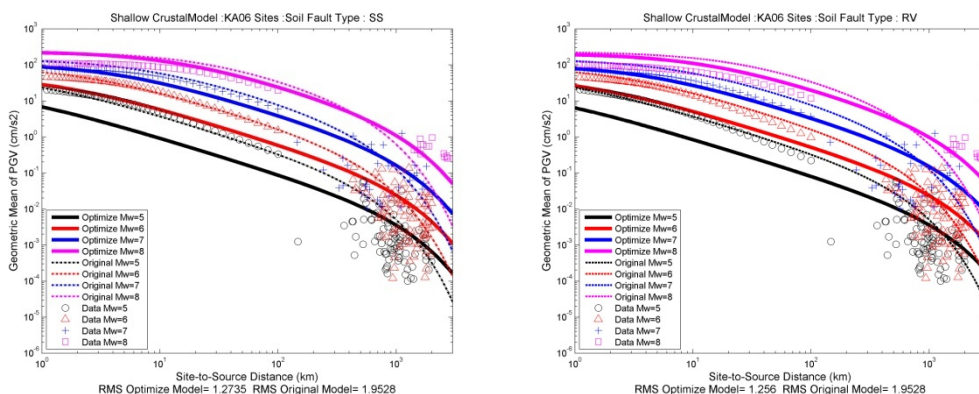 Shallow CrustalModel :KA06 Sites :Soil Fault Type : SS
Geometric Mean of PGV (cm/s2)
10^3
10^2
10^1
10^0
10^-1
10^-2
10^-3
10^-4
10^-5
10^-6
Optimize Mw=5
Optimize Mw=6
Optimize Mw=7
Optimize Mw=8
Original Mw=5
Original Mw=6
Original Mw=7
Original Mw=8
Data Mw=5
Data Mw=6
Data Mw=7
Data Mw=8
10^0 10^1 10^2 10^3
Site-to-Source Distance (km)
RMS Optimize Model= 1.2735 RMS Original Model= 1.9528
Shallow CrustalModel :KA06 Sites :Soil Fault Type : RV
Geometric Mean of PGV (cm/s2)
10^3
10^2
10^1
10^0
10^-1
10^-2
10^-3
10^-4
10^-5
10^-6
Optimize Mw=5
Optimize Mw=6
Optimize Mw=7
Optimize Mw=8
Original Mw=5
Original Mw=6
Original Mw=7
Original Mw=8
Data Mw=5
Data Mw=6
Data Mw=7
Data Mw=8
10^0 10^1 10^2 10^3
Site-to-Source Distance (km)
RMS Optimize Model= 1.256 RMS Original Model= 1.9528